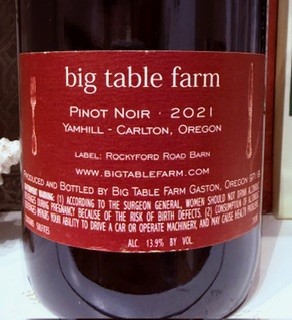 big table farm
PINOT NOIR · 2021
YAMHILL - CARLTON, OREGON
LABEL: ROCKYFORD ROAD BARN
WWW.BIGTABLEFARM.COM
PRODUCED AND BOTTLED BY BIG TABLE FARM GASTON, OREGON
WARNING: (1) ACCORDING TO THE SURGEON GENERAL, WOMEN SHOULD NOT DRINK ALCOHOLIC
BEVERAGES DURING PREGNANCY BECAUSE OF THE RISK OF BIRTH DEFECTS. (2) CONSUMPTION OF ALCOHOLIC
BEVERAGES IMPAIRS YOUR ABILITY TO DRIVE A CAR OR OPERATE MACHINERY, AND MAY CAUSE HEALTH
ALC. 13.9% BY VOL.